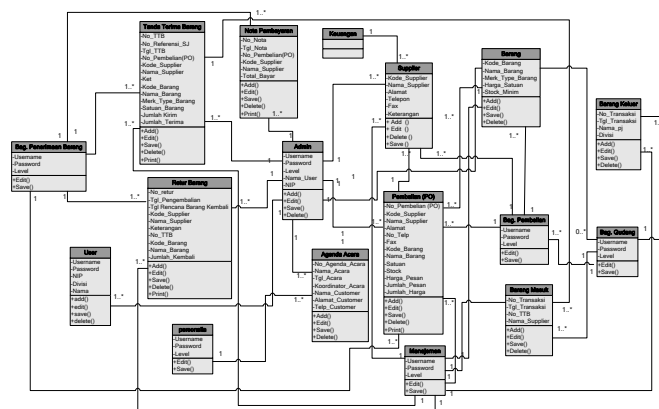 Tanda Terima Barang
-No_TTB
-No_Referensi_SJ
-Tgl_TTB
-No_Pembelian(PO)
-Kode_Supplier
-Nama_Supplier
-Ket
-Kode_Barang
-Nama_Barang
-Merk_Type_Barang
-Satuan_Barang
-Jumlah Kirim
-Jumlah_Terima
+Add()
+Edit()
+Save()
+Delete()
+Print()
Nota Pembayaran
-No_Nota
-Tgl_Nota
-No_Pembelian(PO)
-Kode_Supplier
-Nama_Supplier
-Total_Bayar
+Add()
+Edit()
+Save()
+Delete()
+Print()
Keuangan
Supplier
-Kode_Supplier
-Nama_Supplier
-Alamat
-Telepon
-Fax
-Keterangan
+Add ()
+Edit ()
+Delete ()
+Save ()
Barang
-Kode_Barang
-Nama_Barang
-Merk_Type_Barang
-Harga_Satuan
-Stock_Minim
+Add()
+Edit()
+Save()
+Delete()
Barang Keluar
-No_Transaksi
-Tgl_Transaksi
-Nama_pj
-Divisi
+Add()
+Edit()
+Save()
+Delete()
Bag. Penerimaan Barang
-Username
-Password
-Level
+Edit()
+Save()
Admin
-Username
-Password
-Level
-Nama_User
-NIP
+Add()
+Edit()
+Save()
+Delete()
Retur Barang
-No_retur
-Tgl_Pengembalian
-Tgl Rencana Barang Kembali
-Kode_Supplier
-Nama_Supplier
-Keterangan
-No_TTB
-Kode_Barang
-Nama_Barang
-Jumlah_Kembali
+Add()
+Edit()
+Save()
+Delete()
+Print()
Pembelian (PO)
-No_Pembelian (PO)
-Kode_Supplier
-Nama_Supplier
-Alamat
-No_Telp
-Fax
-Kode_Barang
-Nama_Barang
-Satuan
-Stock
-Harga_Pesan
-Jumlah_Pesan
-Jumlah_Harga
+Add()
+Edit()
+Save()
+Delete()
+Print()
Bag. Pembelian
-Username
-Password
-Level
+Edit()
+Save()
Bag. Gudang
-Username
-Password
-Level
+Edit()
+Save()
User
-Username
-Password
-NIP
-Divisi
-Nama
+add()
+edit()
+save()
+delete()
Agenda Acara
-No_Agenda_Acara
-Nama_Acara
-Tgl_Acara
-Koordinator_Acara
-Nama_Customer
-Alamat_Customer
-Telp_Customer
+Add()
+Edit()
+Save()
+Delete()
Barang Masuk
-No_Transaksi
-Tgl_Transaksi
-No_TTB
-Nama_Supplier
+Add()
+Edit()
+Save()
+Delete()
-Username
-Password
-Level
+Edit()
+Save()
Manajemen
-Username
-Password
-Level
+Edit()
+Save()